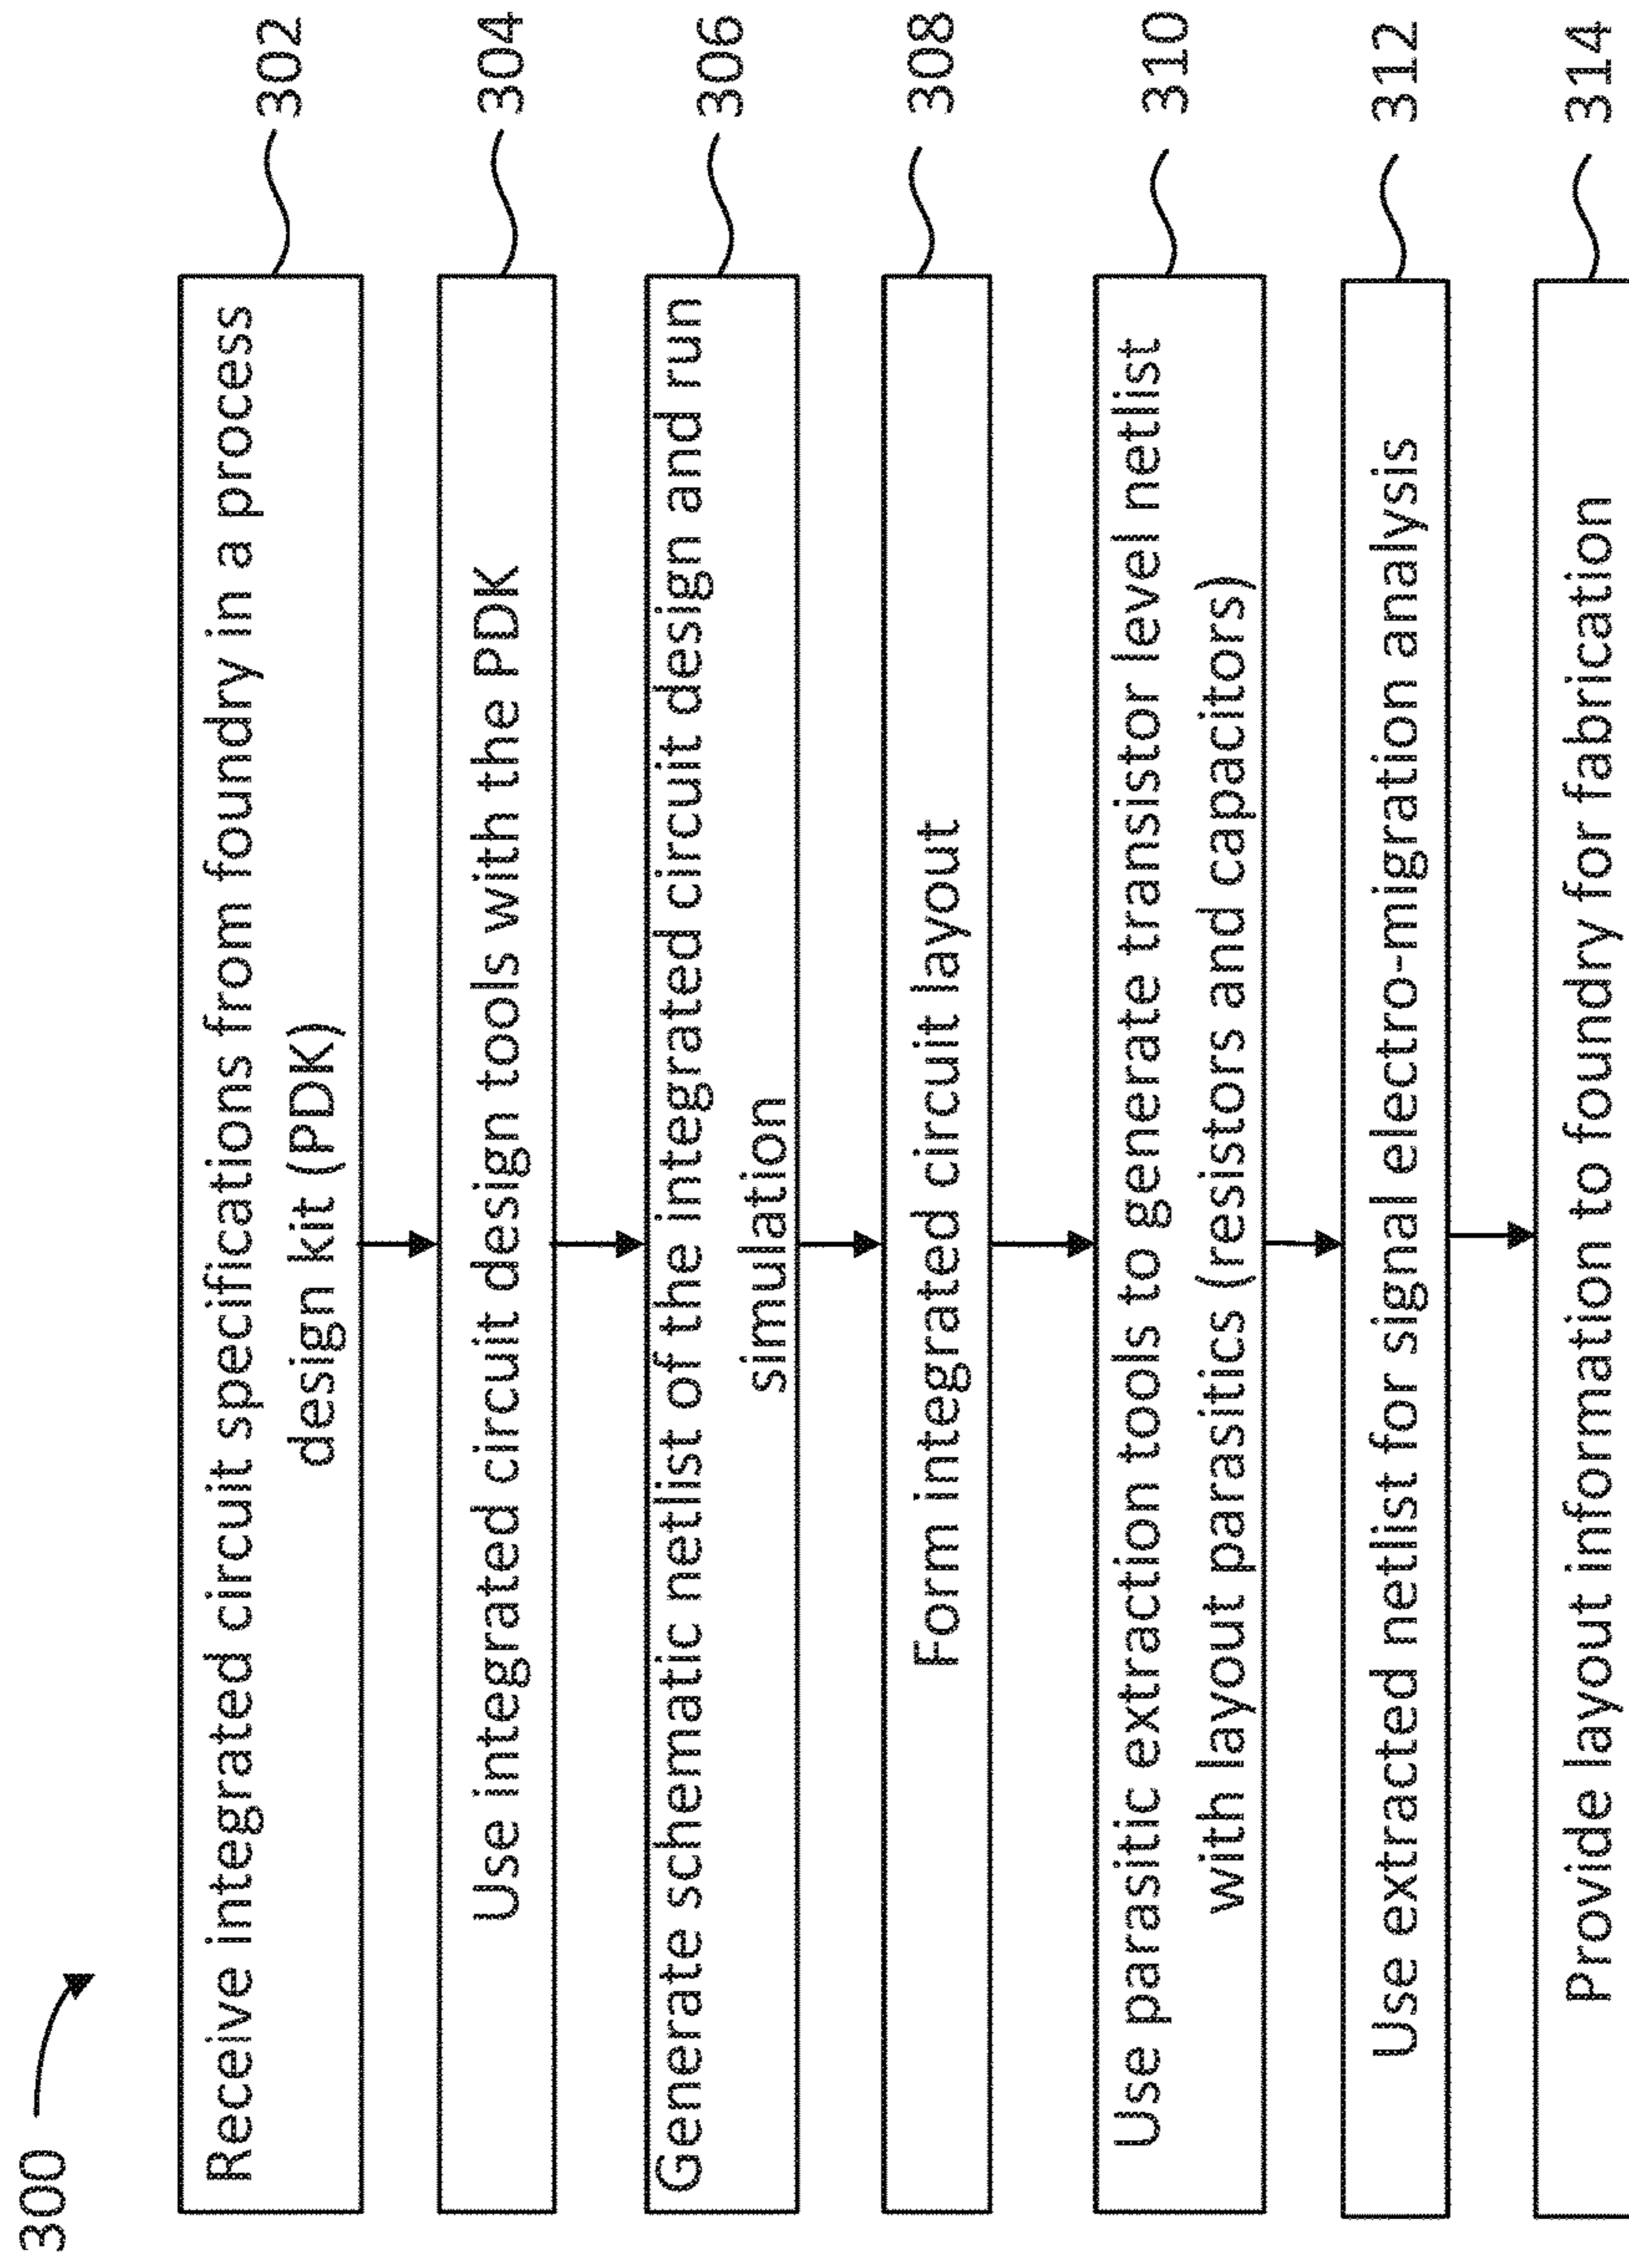 300
Receive integrated circuit specifications from foundry in a process
design kit (PDK)
302
Use integrated circuit design tools with the PDK
304
Generate schematic netlist of the integrated circuit design and run
simulation
306
Form integrated circuit layout
308
Use parasitic extraction tools to generate transistor level netlist
with layout parasitics (resistors and capacitors)
310
Use extracted netlist for signal electro-migration analysis
312
Provide layout information to foundry for fabrication
314